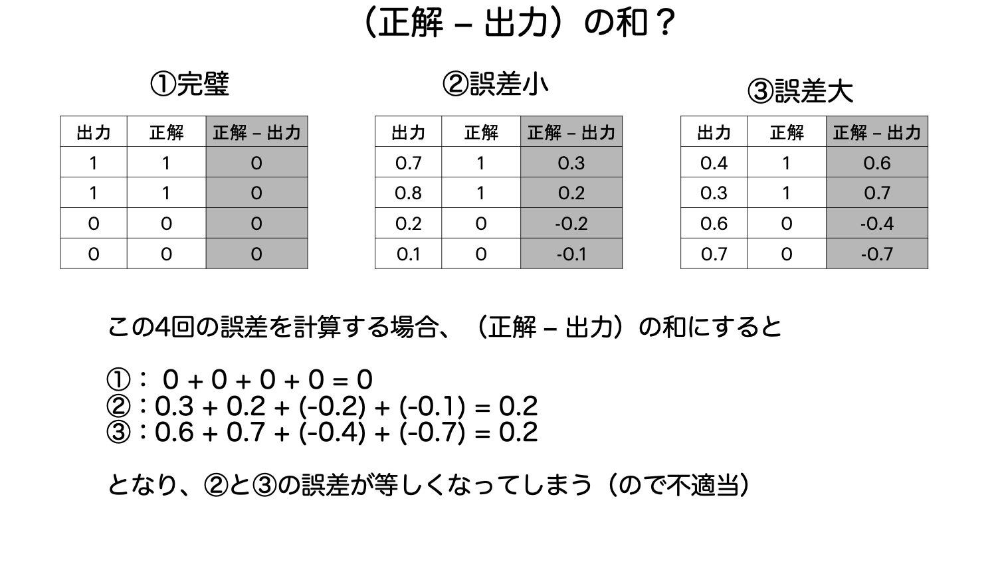 （正解 – 出力）の和？
①完璧
出力 正解 正解 – 出力
1 1 0
1 1 0
0 0 0
0 0 0
②誤差小
出力 正解 正解 – 出力
0.7 1 0.3
0.8 1 0.2
0.2 0 -0.2
0.1 0 -0.1
③誤差大
出力 正解 正解 – 出力
0.4 1 0.6
0.3 1 0.7
0.6 0 -0.4
0.7 0 -0.7
この4回の誤差を計算する場合、（正解 – 出力）の和にすると
①： 0 + 0 + 0 + 0 = 0
②：0.3 + 0.2 + (-0.2) + (-0.1) = 0.2
③：0.6 + 0.7 + (-0.4) + (-0.7) = 0.2
となり、②と③の誤差が等しくなってしまう（ので不適当）